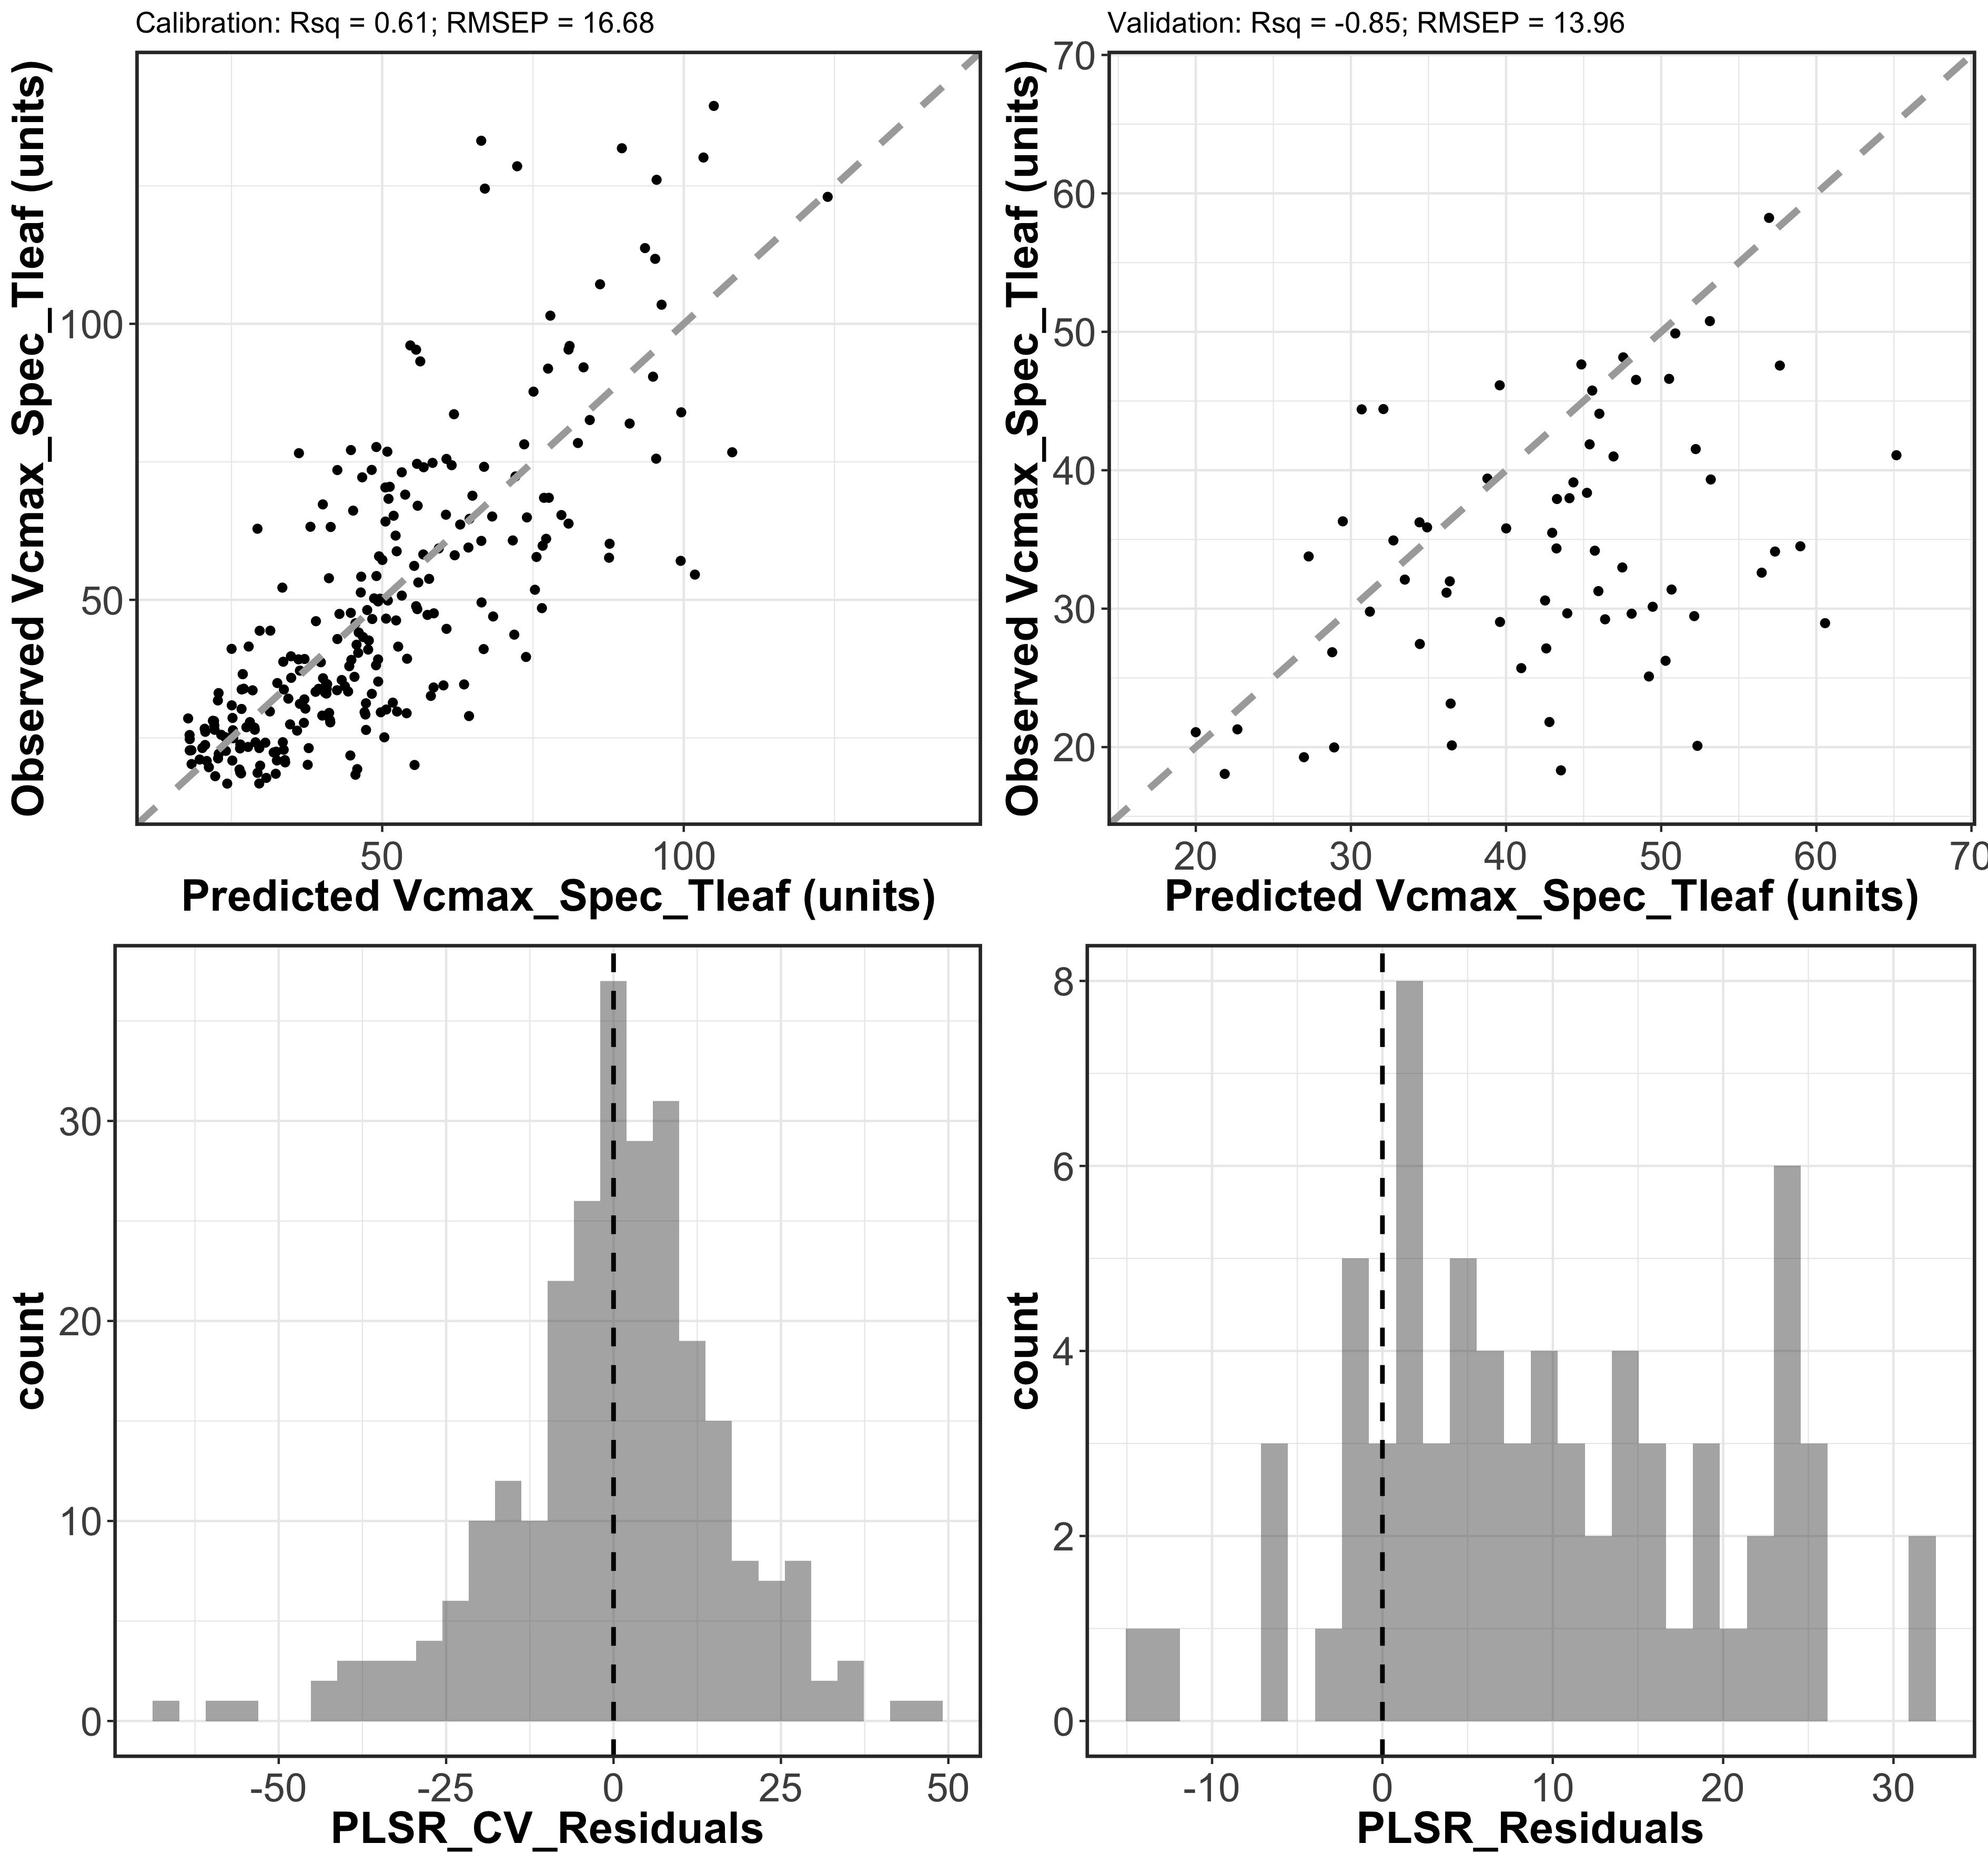 Calibration: Rsq = 0.61; RMSEP = 16.68
Observed Vcmax_Spec_Tleaf (units)
100
50
50 100
Predicted Vcmax_Spec_Tleaf (units)
Validation: Rsq = -0.85; RMSEP = 13.96
Observed Vcmax_Spec_Tleaf (units)
70
60
50
40
30
20
20 30 40 50 60 70
Predicted Vcmax_Spec_Tleaf (units)
count
30
20
10
0
-50 -25 0 25 50
PLSR_CV_Residuals
count
8
6
4
2
0
-10 0 10 20 30
PLSR_Residuals